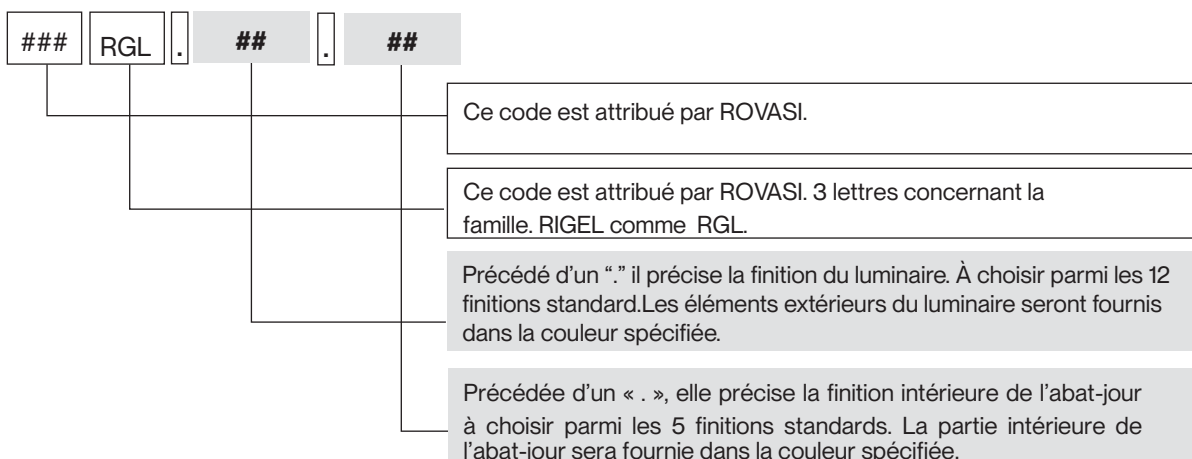 ### RGL . ## . ##
Ce code est attribué par ROVASI.
Ce code est attribué par ROVASI. 3 lettres concernant la
famille. RIGEL comme RGL.
Précédé d'un “.” il précise la finition du luminaire. À choisir parmi les 12
finitions standard.Les éléments extérieurs du luminaire seront fournis
dans la couleur spécifiée.
Précédée d'un « . », elle précise la finition intérieure de l'abat-jour
à choisir parmi les 5 finitions standards. La partie intérieure de
l'abat-jour sera fournie dans la couleur spécifiée.